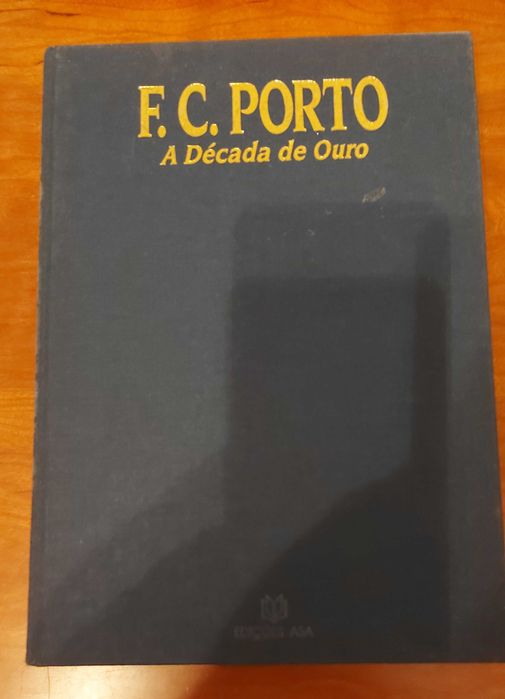 F. C. PORTO
A Década de Ouro
EDIÇÕES ASA